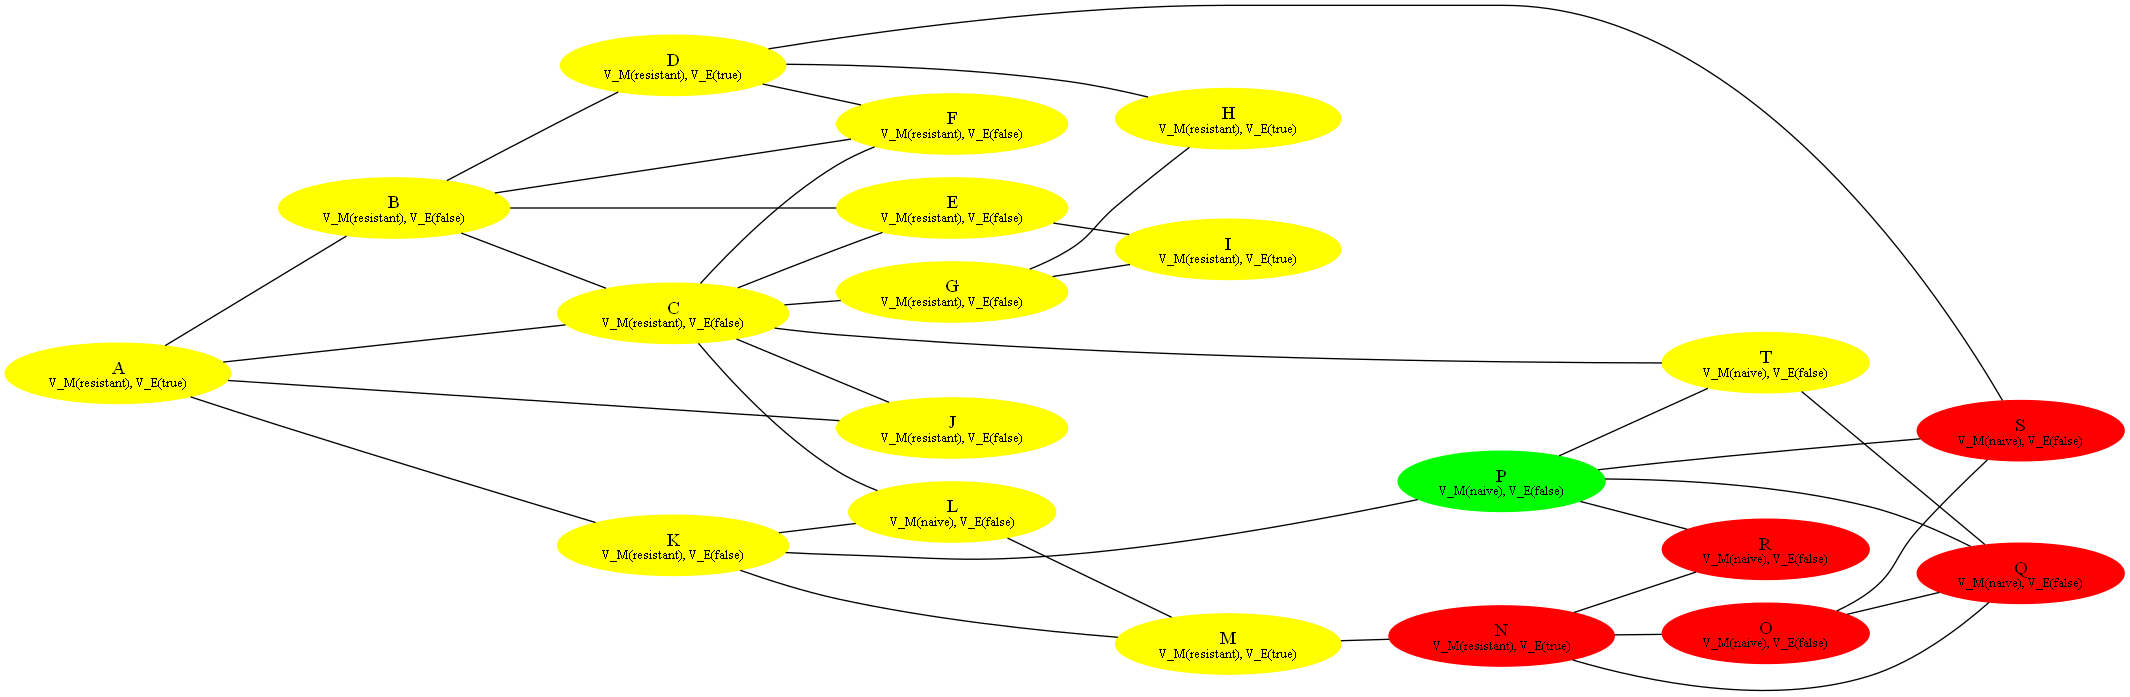 D
V_M(resistant), V_E(true)
F
V_M(resistant), V_E(false)
H
V_M(resistant), V_E(true)
B
V_M(resistant), V_E(false)
E
V_M(resistant), V_E(false)
I
V_M(resistant), V_E(true)
G
V_M(resistant), V_E(false)
C
V_M(resistant), V_E(false)
A
V_M(resistant), V_E(true)
T
V_M(naive), V_E(false)
J
V_M(resistant), V_E(false)
S
V_M(naive), V_E(false)
P
V_M(naive), V_E(false)
L
V_M(naive), V_E(false)
K
V_M(resistant), V_E(false)
R
V_M(naive), V_E(false)
Q
V_M(naive), V_E(false)
M
V_M(resistant), V_E(true)
N
V_M(resistant), V_E(true)
O
V_M(naive), V_E(false)